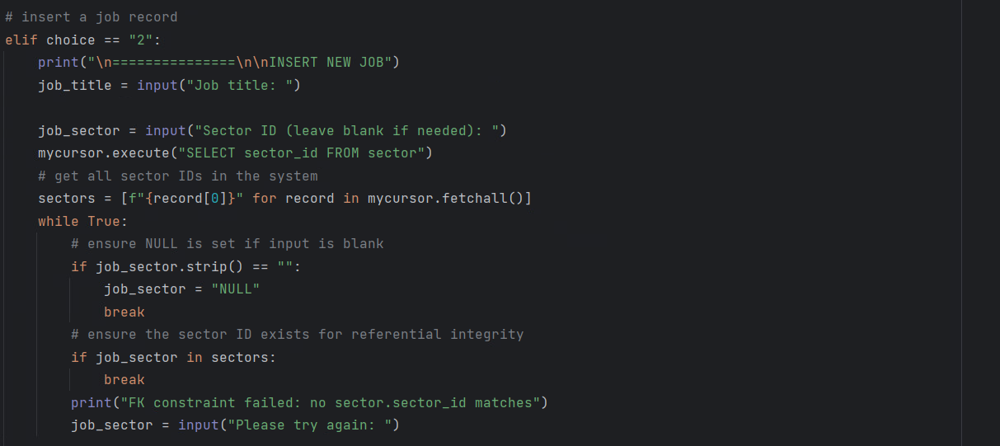 # insert a job record
elif choice == "2":
    print("\n===============\n\nINSERT NEW JOB")
    job_title = input("Job title: ")

    job_sector = input("Sector ID (leave blank if needed): ")
    mycursor.execute("SELECT sector_id FROM sector")
    # get all sector IDs in the system
    sectors = [f"{record[0]}" for record in mycursor.fetchall()]
    while True:
        # ensure NULL is set if input is blank
        if job_sector.strip() == "":
            job_sector = "NULL"
            break
        # ensure the sector ID exists for referential integrity
        if job_sector in sectors:
            break
        print("FK constraint failed: no sector.sector_id matches")
        job_sector = input("Please try again: ")